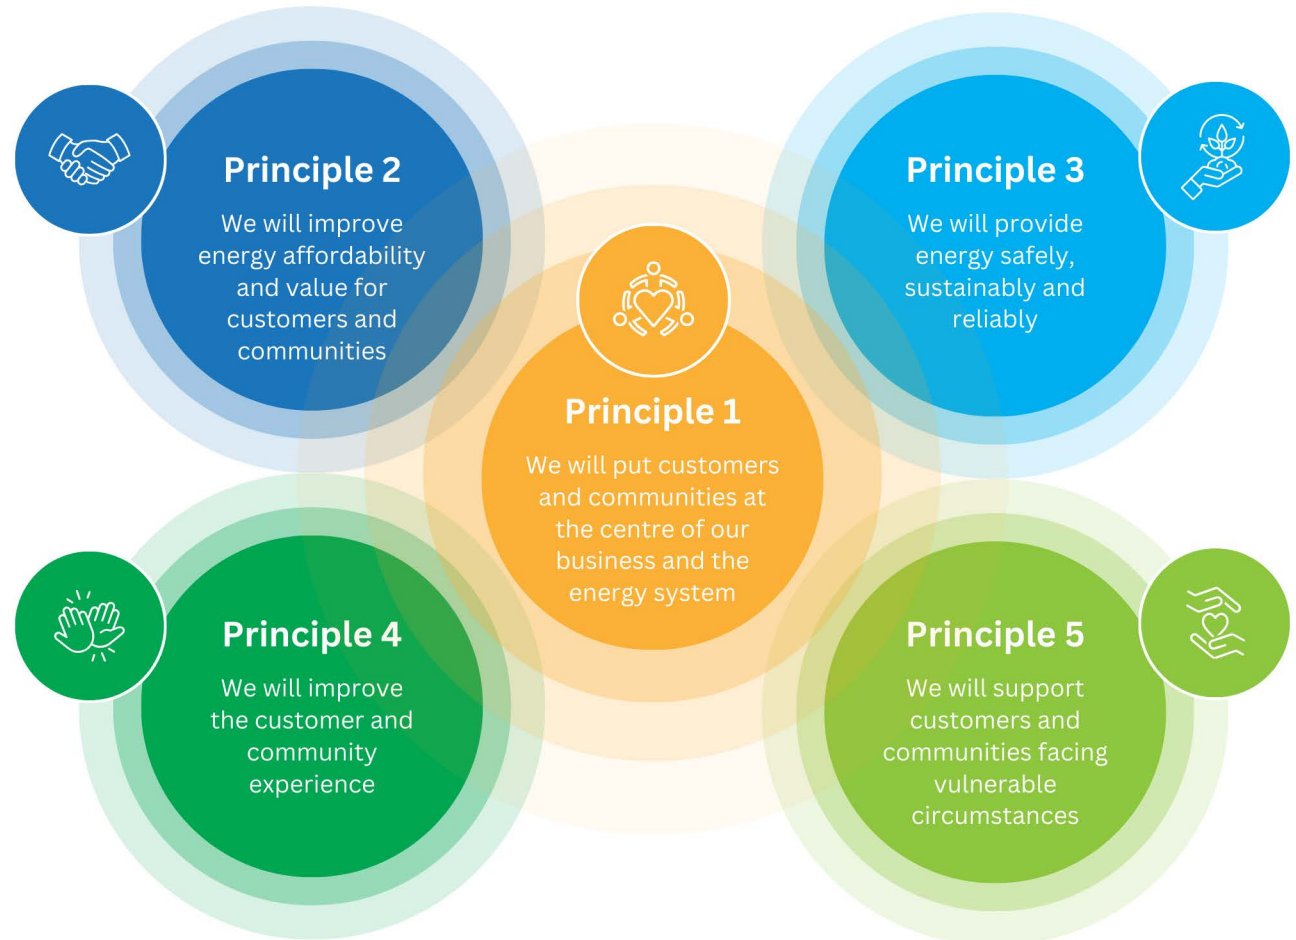 Principle 2
We will improve
energy affordability
and value for
customers and
communities
Principle 3
We will provide
energy safely,
sustainably and
reliably
Principle 1
We will put customers
and communities at
the centre of our
business and the
energy system
Principle 4
We will improve
the customer and
community
experience
Principle 5
We will support
customers and
communities facing
vulnerable
circumstances